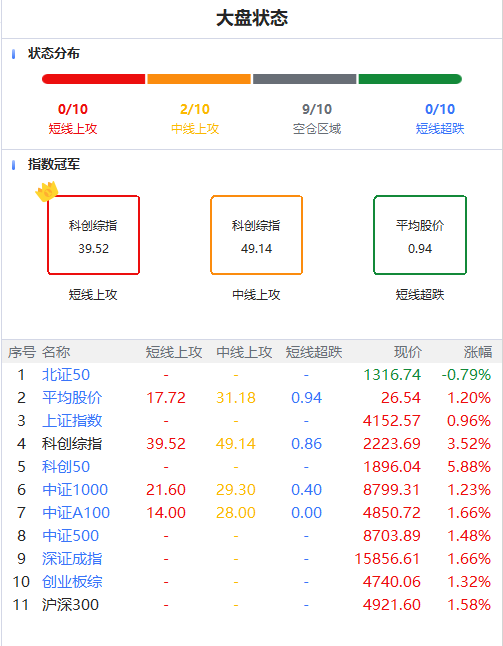 大盘状态
状态分布
0/10 2/10 9/10 0/10
短线上攻 中线上攻 空仓区域 短线超跌
指数冠军
科创综指 科创综指 平均股价
39.52 49.14 0.94
短线上攻 中线上攻 短线超跌
序号 名称 短线上攻 中线上攻 短线超跌 现价 涨幅
1 北证50 - - - 1316.74 -0.79%
2 平均股价 17.72 31.18 0.94 26.54 1.20%
3 上证指数 - - - 4152.57 0.96%
4 科创综指 39.52 49.14 0.86 2223.69 3.52%
5 科创50 - - - 1896.04 5.88%
6 中证1000 21.60 29.30 0.40 8799.31 1.23%
7 中证A100 14.00 28.00 0.00 4850.72 1.66%
8 中证500 - - - 8703.89 1.48%
9 深证成指 - - - 15856.61 1.66%
10 创业板综 - - - 4740.06 1.32%
11 沪深300 - - - 4921.60 1.58%